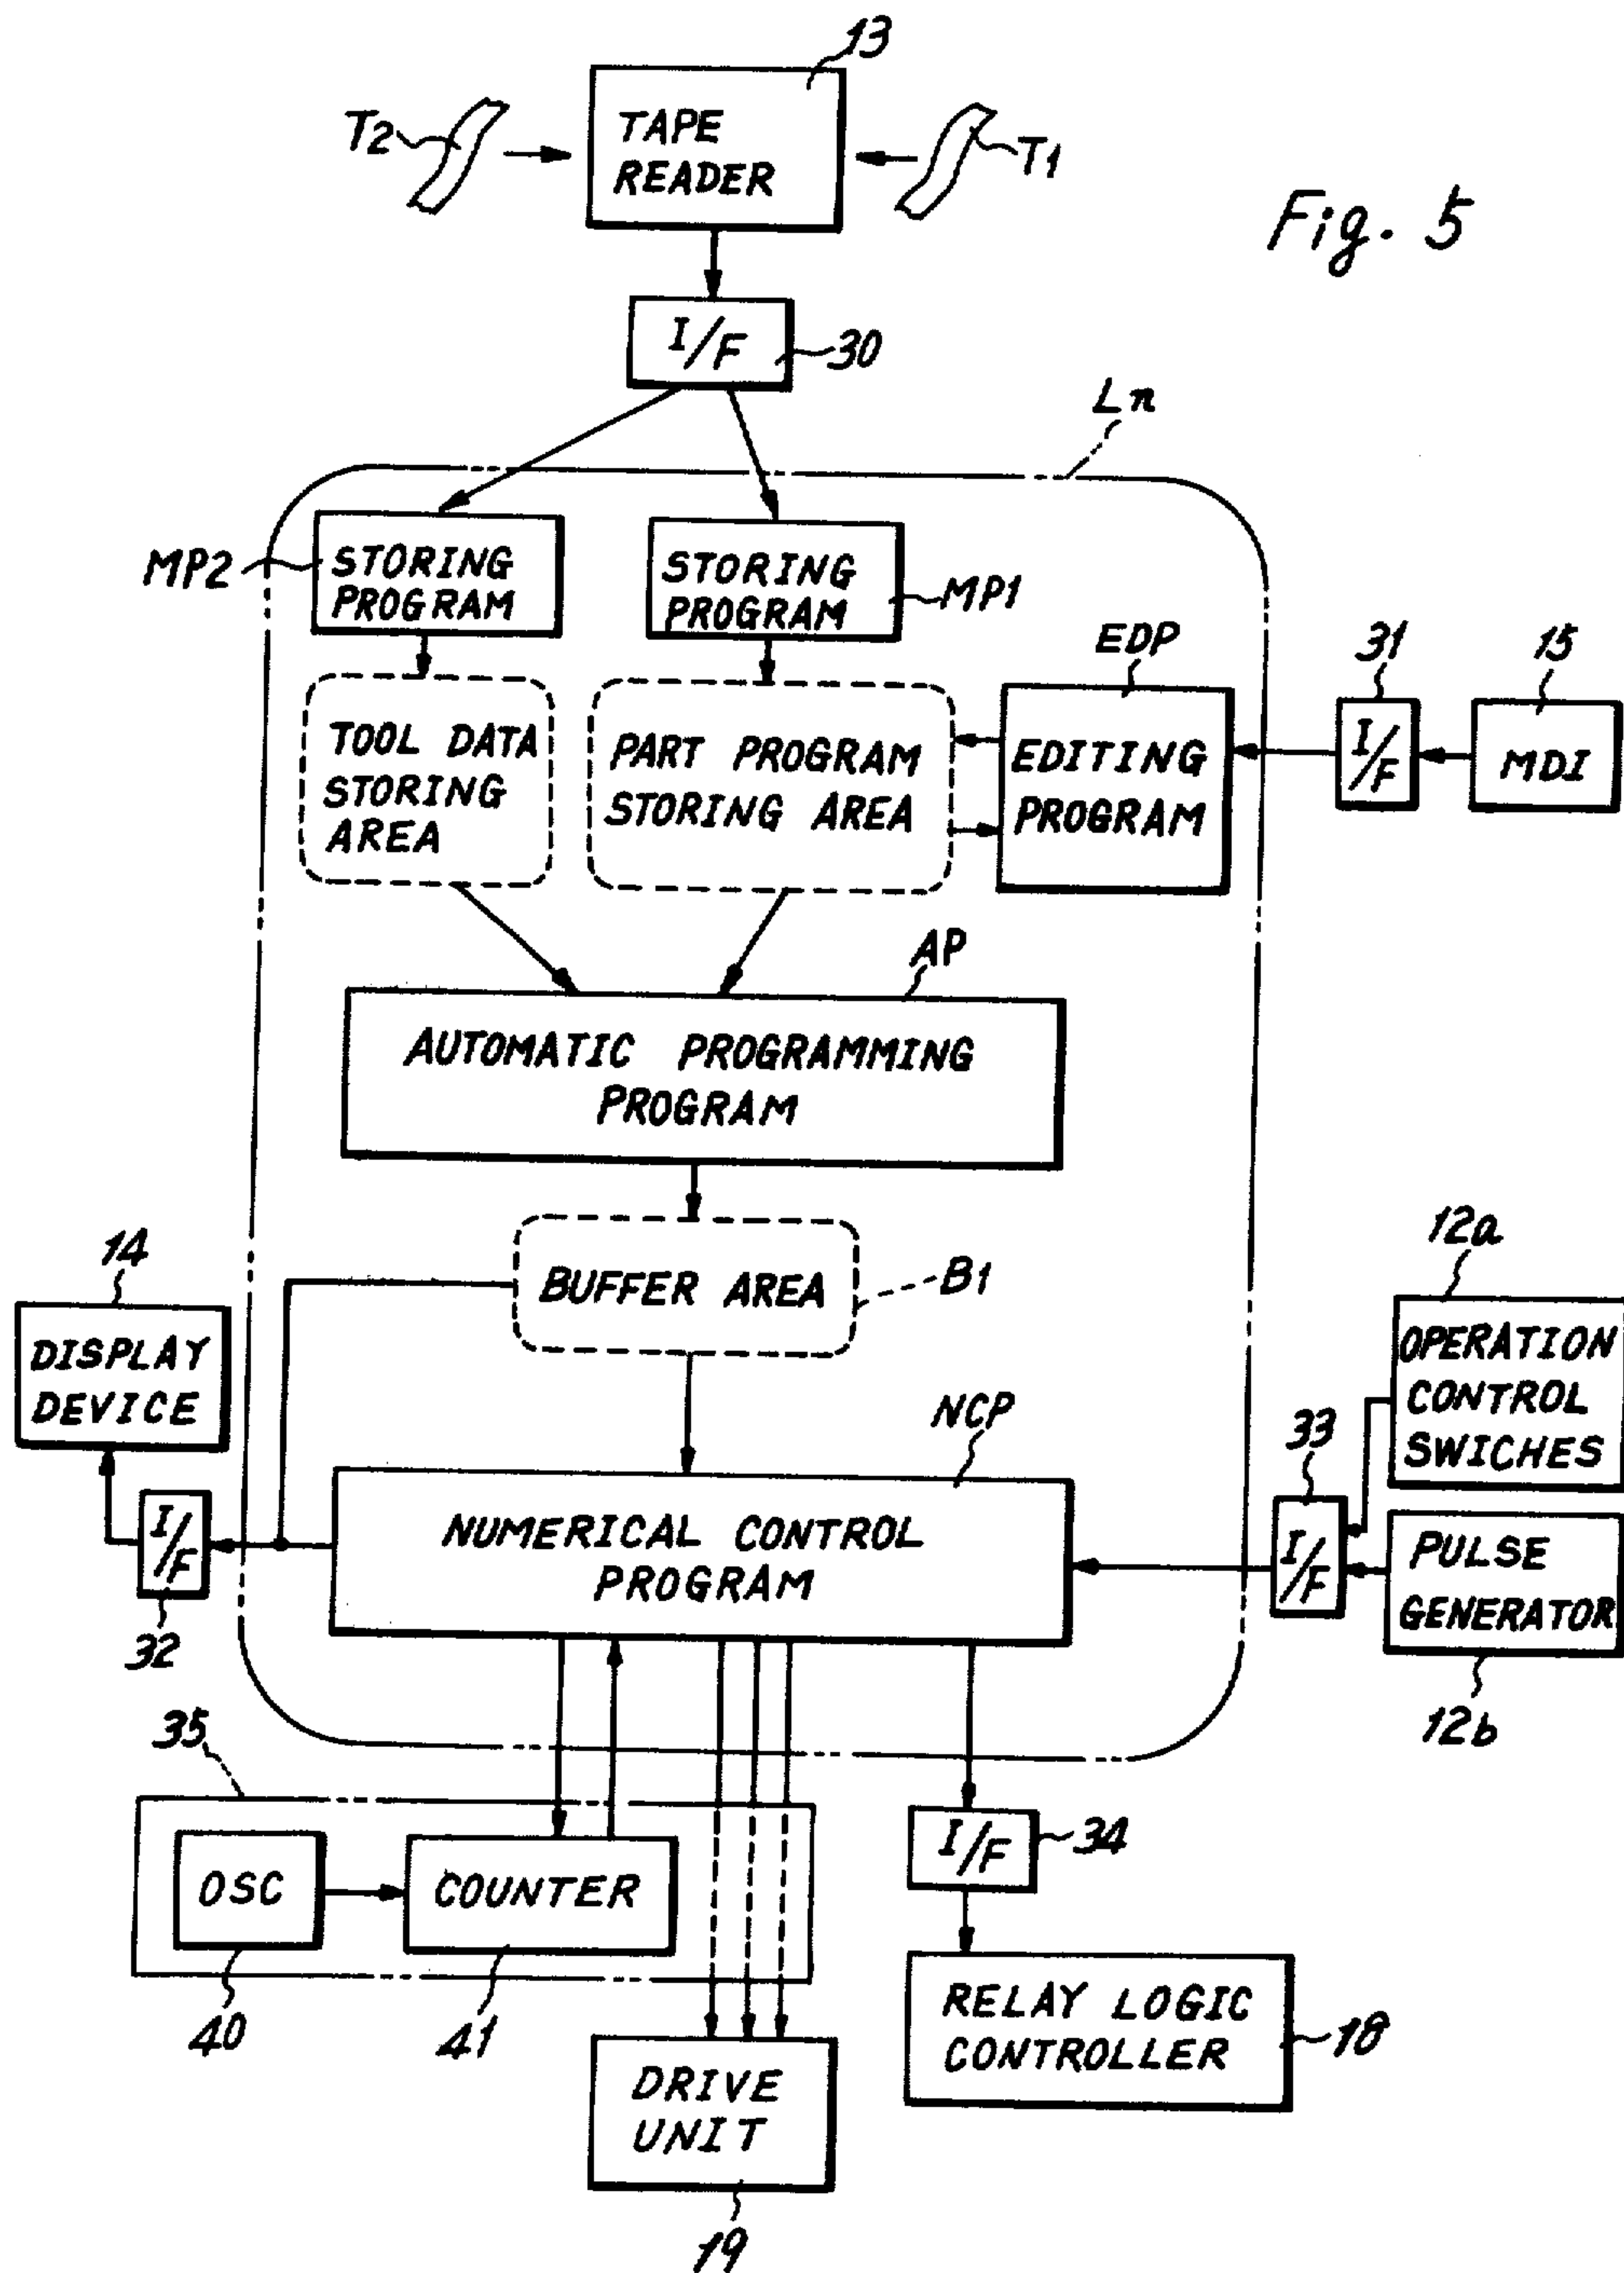 13
TAPE
READER
T2
T1
Fig. 5
I/F
30
Ln
MP2
STORING
PROGRAM
STORING
PROGRAM
MP1
EDP
31
15
TOOL DATA
STORING
AREA
PART PROGRAM
STORING AREA
EDITING
PROGRAM
I/F
MDI
AP
AUTOMATIC PROGRAMMING
PROGRAM
14
BUFFER AREA
B1
12a
DISPLAY
DEVICE
OPERATION
CONTROL
SWICHES
NCP
33
I/F
32
NUMERICAL CONTROL
PROGRAM
I/F
PULSE
GENERATOR
12b
35
OSC
COUNTER
40
41
I/F
34
RELAY LOGIC
CONTROLLER
18
DRIVE
UNIT
19